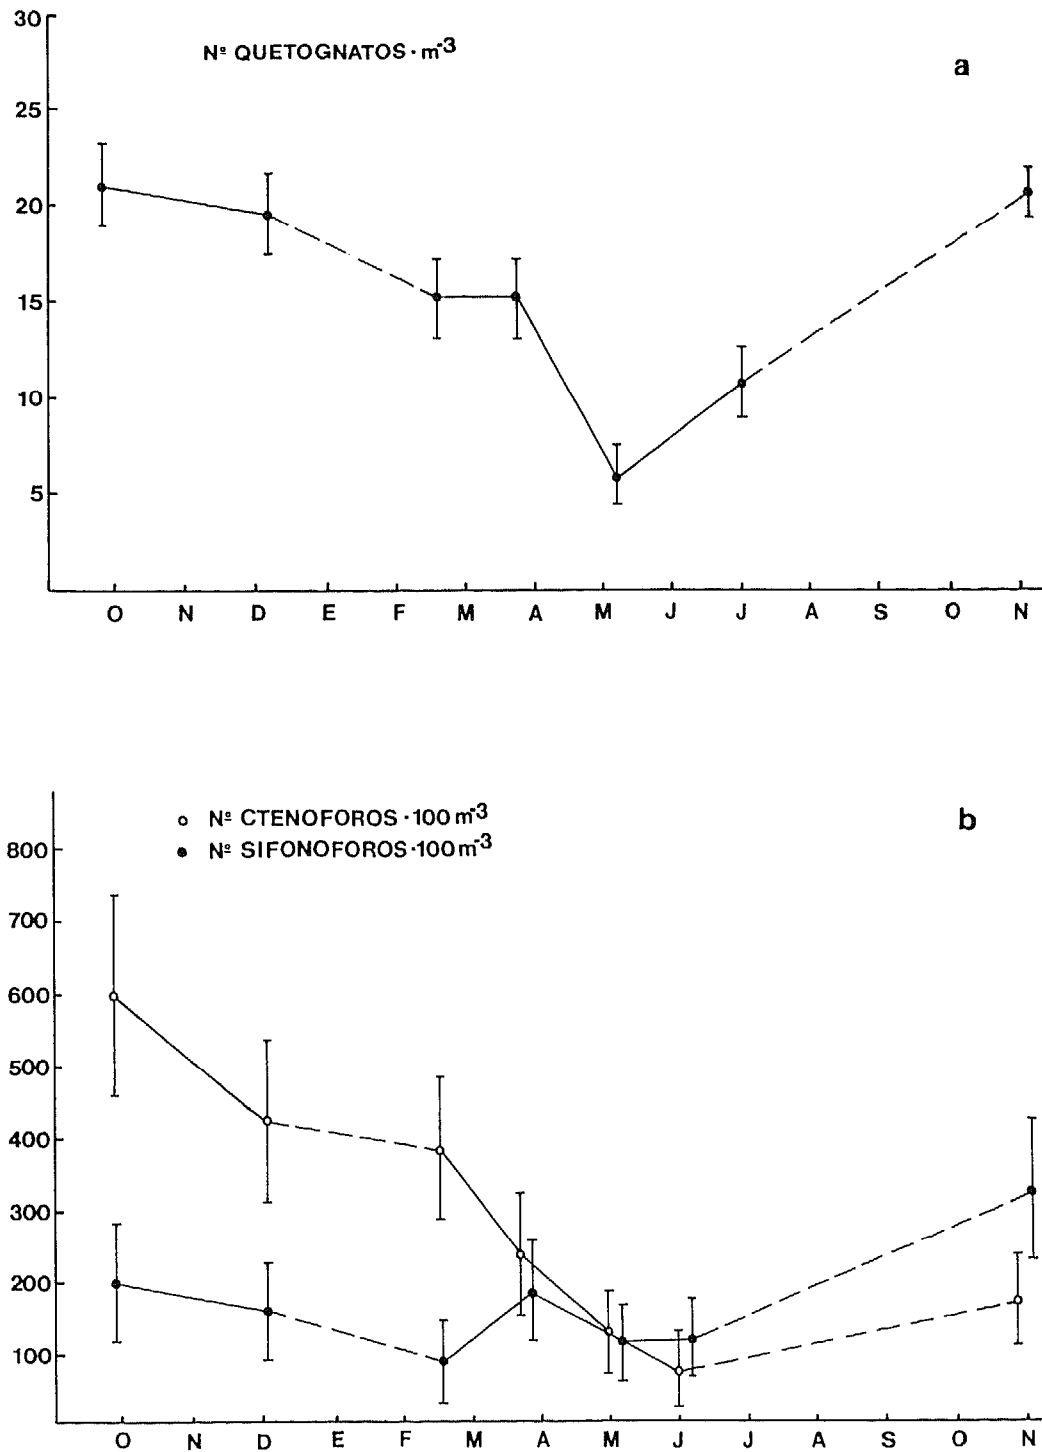 30
Nº QUETOGNATOS · m-3
a
25
20
15
10
5
O N D E F M A M J J A S O N
b
Nº CTENOFOROS · 100 m-3
Nº SIFONOFOROS · 100 m-3
800
700
600
500
400
300
200
100
O N D E F M A M J J A S O N